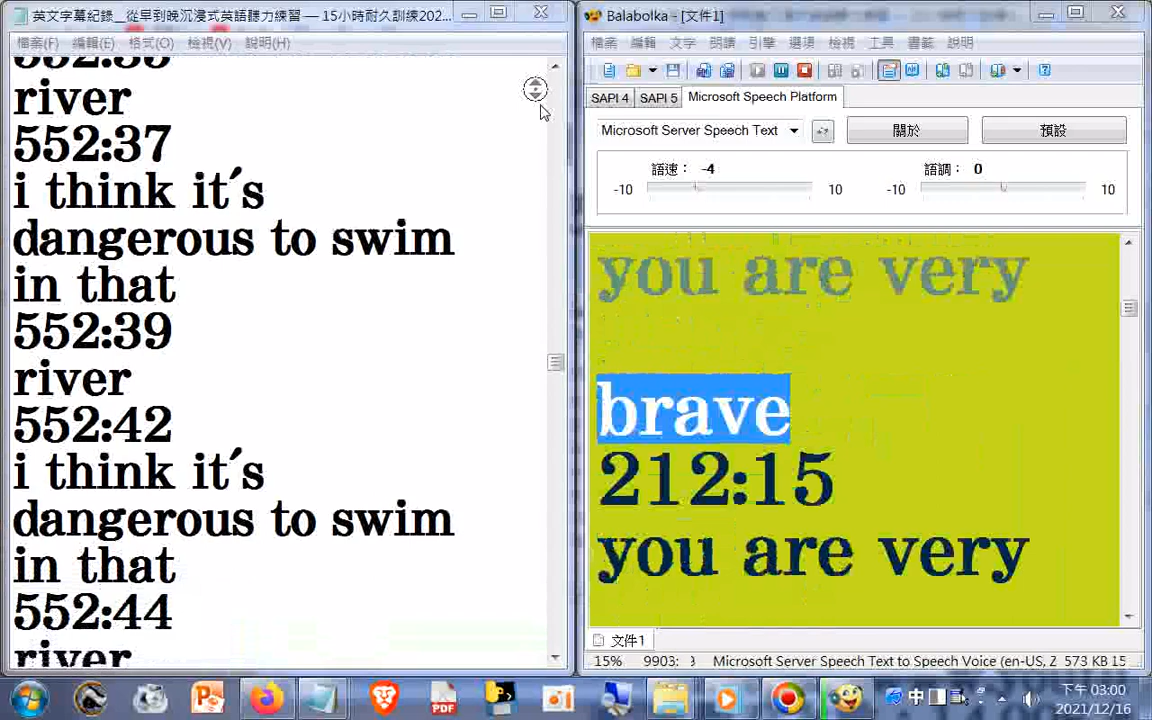 英文字幕紀錄__從早到晚沉浸式英語聽力練習 — 15小時耐久訓練202...
檔案(F) 編輯(E) 格式(O) 檢視(V) 說明(H)
552:35
river
552:37
i think it's
dangerous to swim
in that
552:39
river
552:42
i think it's
dangerous to swim
in that
552:44
river
Balabolka - [文件1]
檔案 編輯 文字 朗讀 引擎 選項 檢視 工具 書籤 說明
SAPI 4 SAPI 5 Microsoft Speech Platform
Microsoft Server Speech Text 關於 預設
語速： -4 語調： 0
-10 10 -10 10
you are very
brave
212:15
you are very
文件1
15% 9903: Microsoft Server Speech Text to Speech Voice (en-US, Z 573 KB 15
PDF 中 下午 03:00
2021/12/16